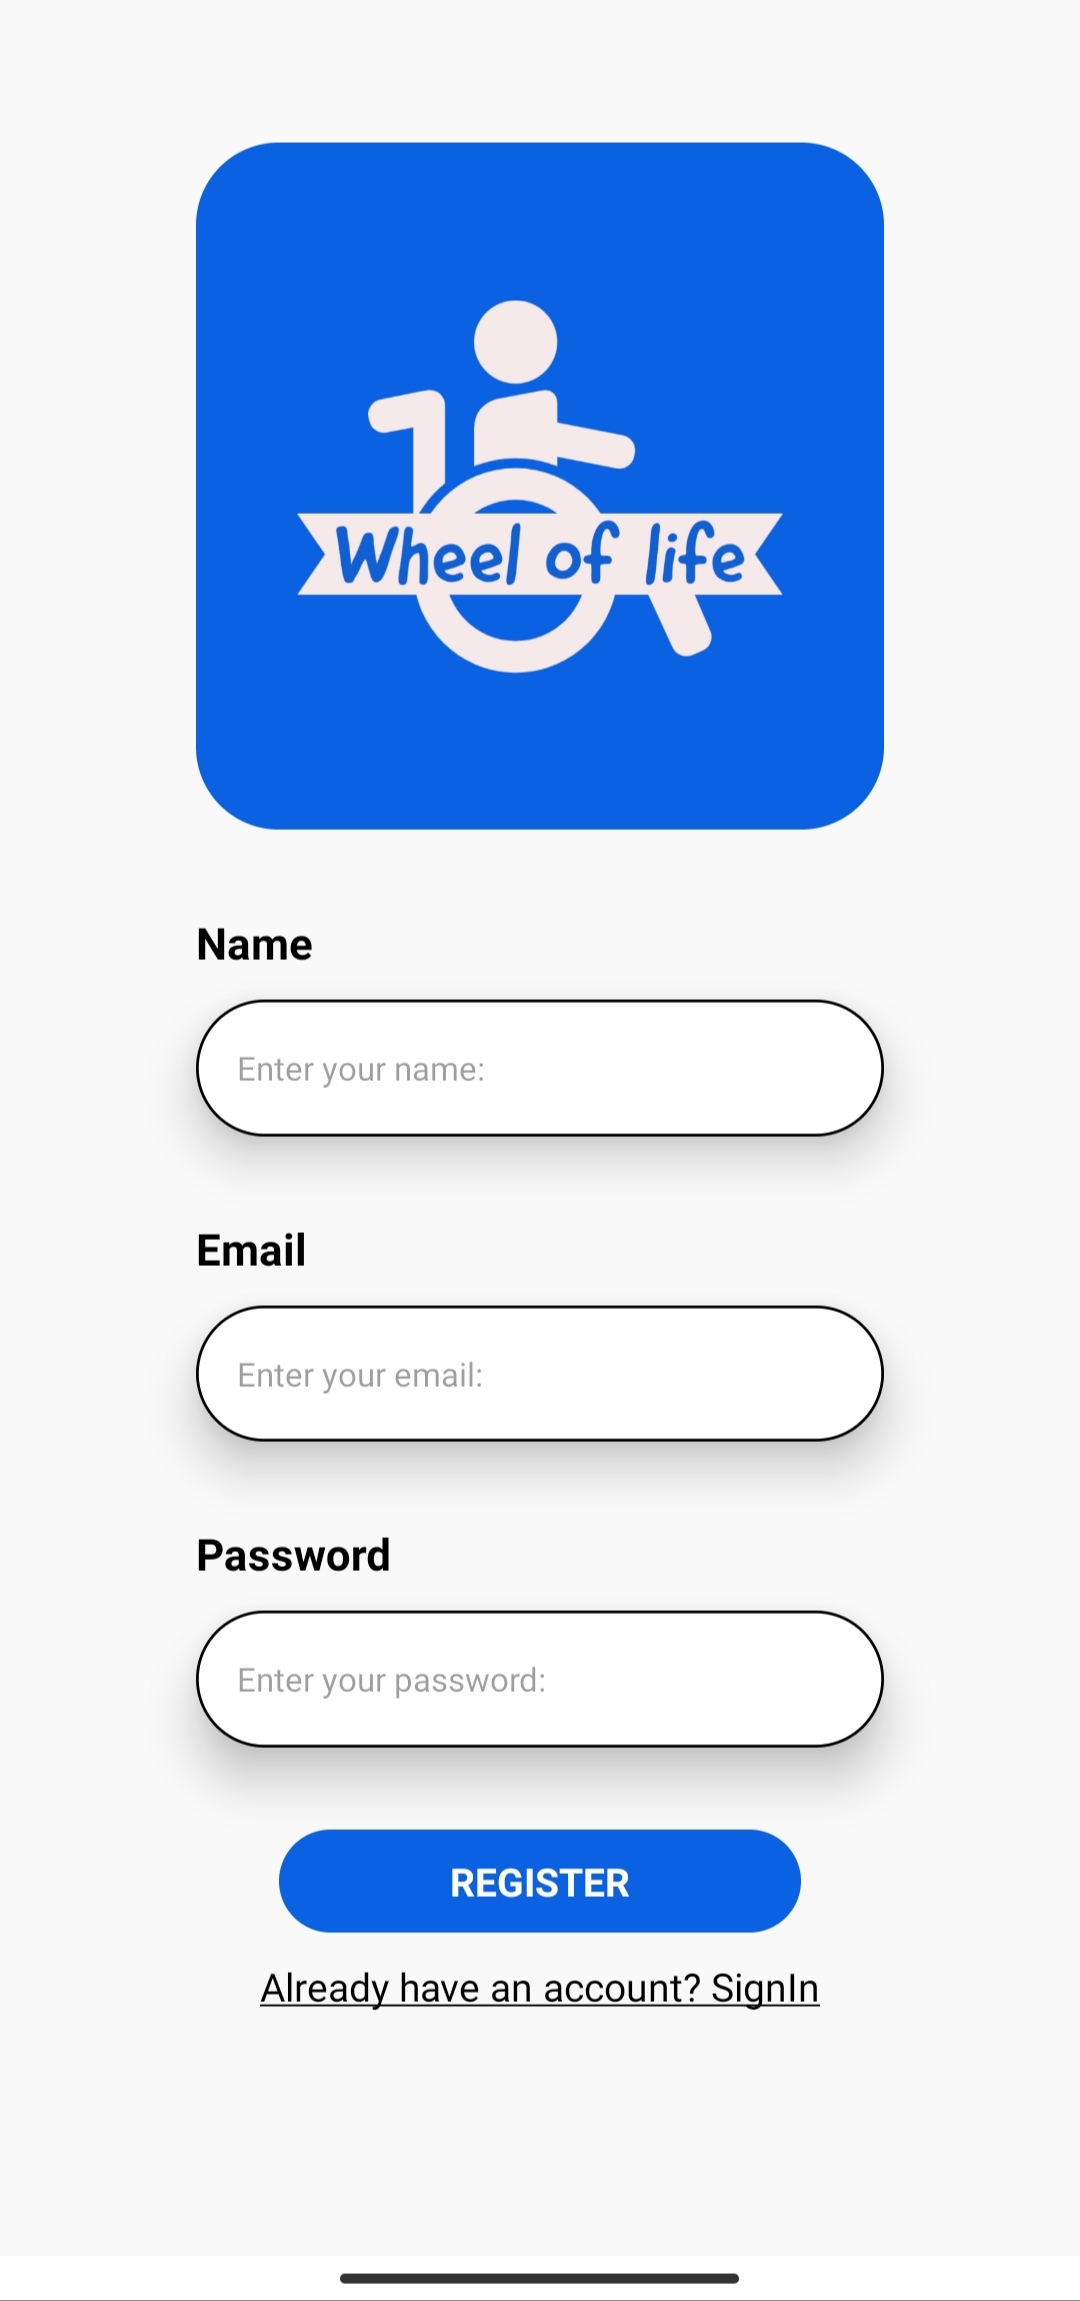 Wheel of life
Name
Enter your name:
Email
Enter your email:
Password
Enter your password:
REGISTER
Already have an account? SignIn